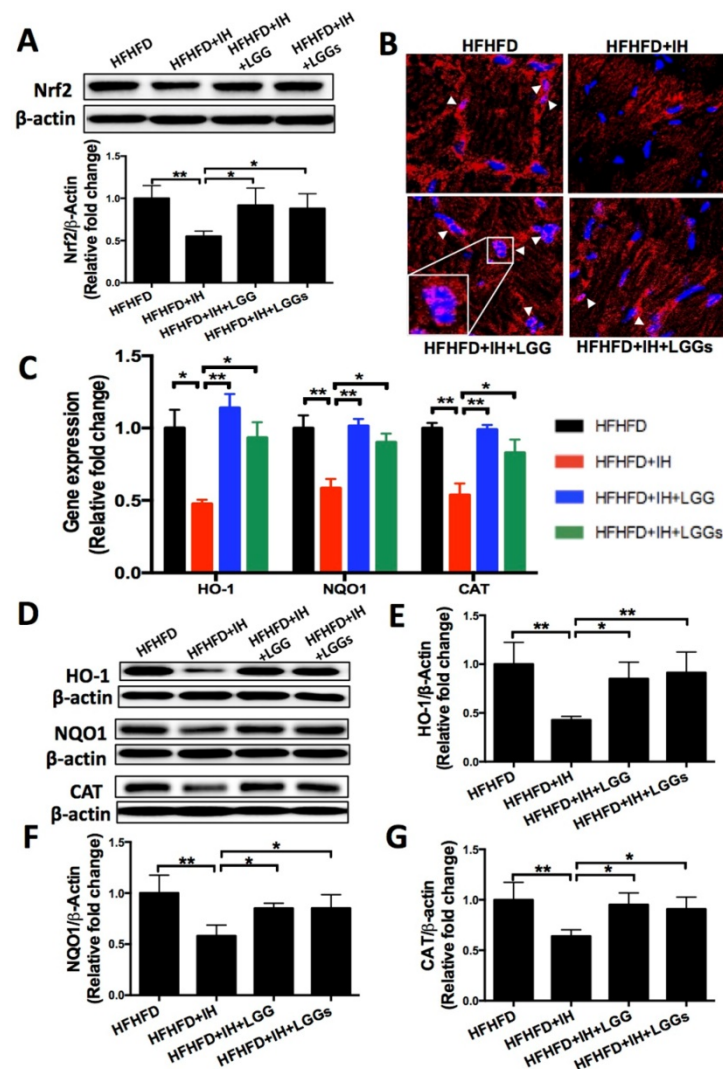 A
HFHFD
HFHFD+IH
HFHFD+IH
+LGG
HFHFD+IH
+LGGs
Nrf2
β-actin
** * *
Nrf2/β-Actin
(Relative fold change)
1.5
1.0
0.5
0.0
HFHFD
HFHFD+IH
HFHFD+IH+LGG
HFHFD+IH+LGGs
B
HFHFD
HFHFD+IH
HFHFD+IH+LGG
HFHFD+IH+LGGs
C
Gene expression
(Relative fold change)
1.5
1.0
0.5
0.0
* ** *
** ** *
** ** *
HO-1
NQO1
CAT
HFHFD
HFHFD+IH
HFHFD+IH+LGG
HFHFD+IH+LGGs
D
HFHFD
HFHFD+IH
HFHFD+IH
+LGG
HFHFD+IH
+LGGs
HO-1
β-actin
NQO1
β-actin
CAT
β-actin
E
HO-1/β-Actin
(Relative fold change)
1.5
1.0
0.5
0.0
** * **
HFHFD
HFHFD+IH
HFHFD+IH+LGG
HFHFD+IH+LGGs
F
NQO1/β-Actin
(Relative fold change)
1.5
1.0
0.5
0.0
** * *
HFHFD
HFHFD+IH
HFHFD+IH+LGG
HFHFD+IH+LGGs
G
CAT/β-actin
(Relative fold change)
1.5
1.0
0.5
0.0
** * *
HFHFD
HFHFD+IH
HFHFD+IH+LGG
HFHFD+IH+LGGs